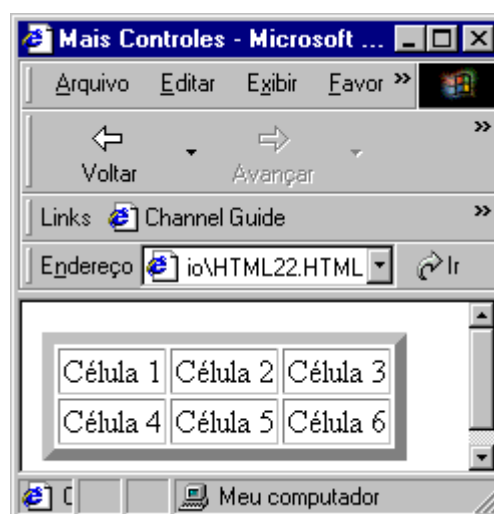 Mais Controles - Microsoft ...
Arquivo Editar Exibir Favor »
Voltar Avançar »
Links Channel Guide »
Endereço io\HTML22.HTML Ir
Célula 1 Célula 2 Célula 3
Célula 4 Célula 5 Célula 6
Meu computador